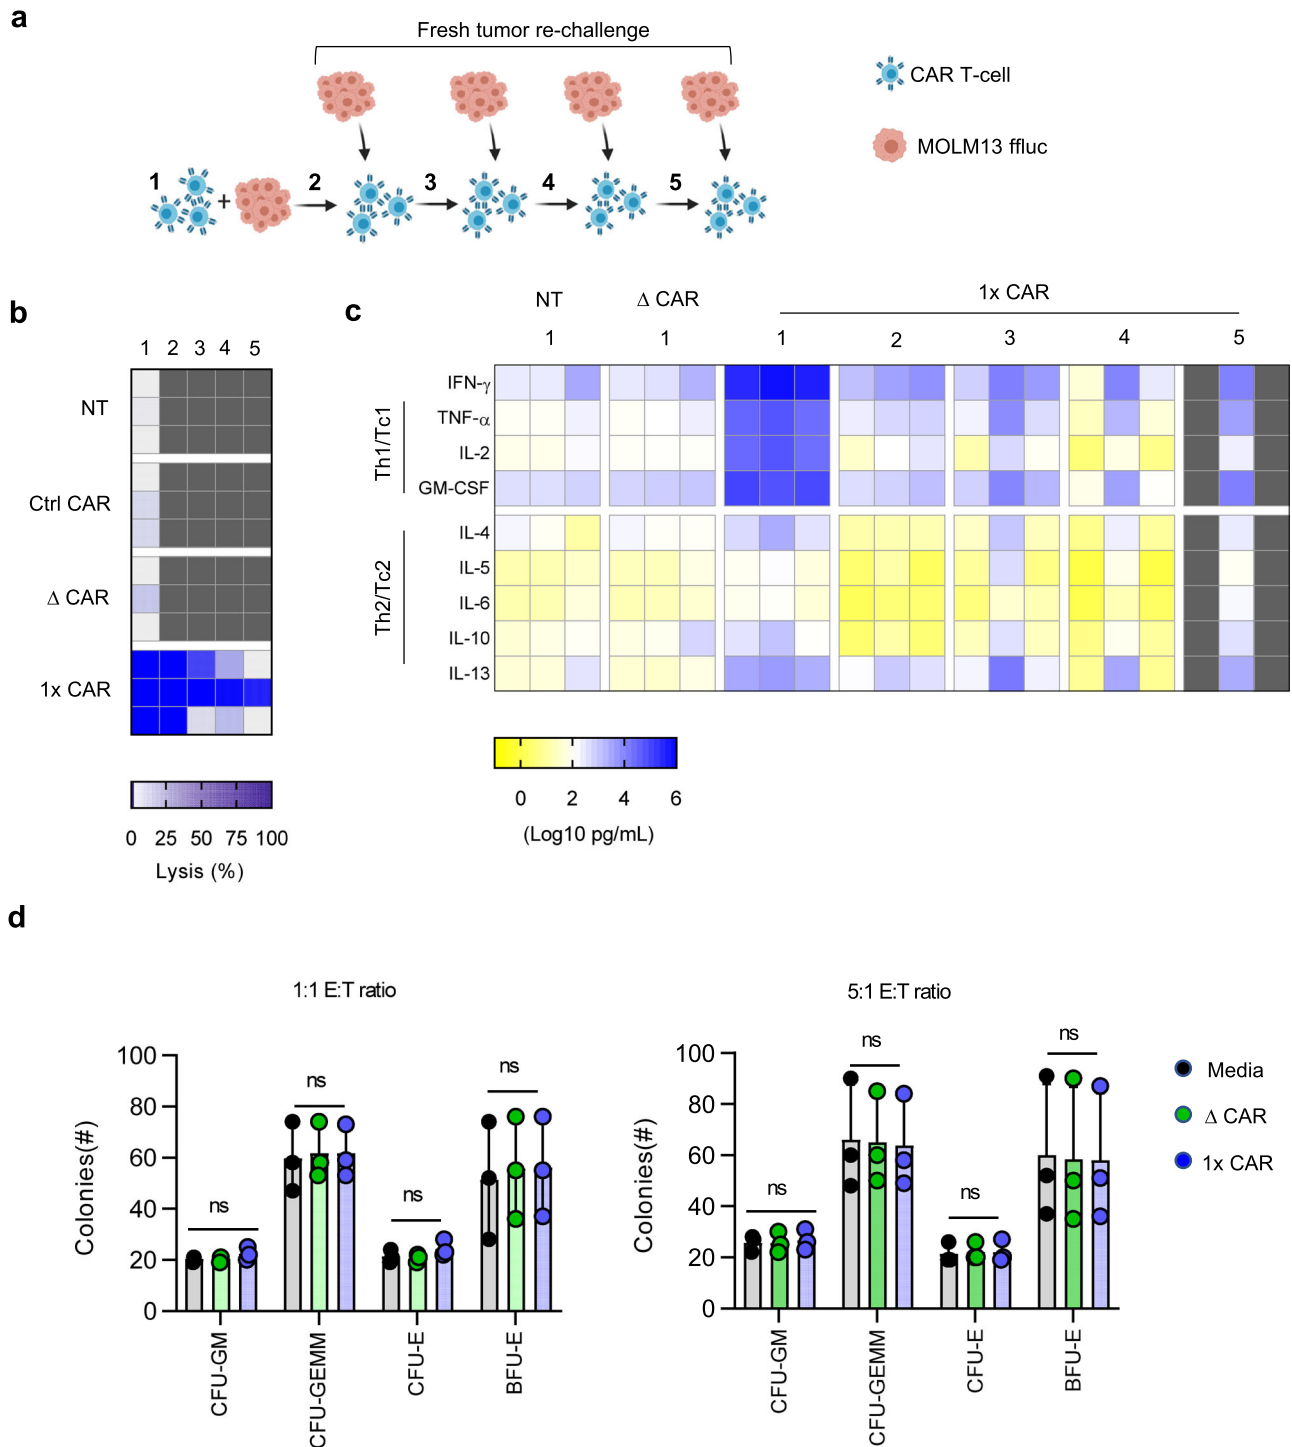 a
Fresh tumor re-challenge
CAR T-cell
MOLM13 ffluc
1 + 2 3 4 5
b
1 2 3 4 5
NT
Ctrl CAR
Δ CAR
1x CAR
0 25 50 75 100
Lysis (%)
c
NT Δ CAR 1x CAR
1 1 1 2 3 4 5
Th1/Tc1
IFN-γ
TNF-α
IL-2
GM-CSF
Th2/Tc2
IL-4
IL-5
IL-6
IL-10
IL-13
0 2 4 6
(Log10 pg/mL)
d
1:1 E:T ratio
Colonies(#)
100
80
60
40
20
0
ns ns ns ns
CFU-GM CFU-GEMM CFU-E BFU-E
5:1 E:T ratio
Colonies(#)
100
80
60
40
20
0
ns ns ns ns
CFU-GM CFU-GEMM CFU-E BFU-E
Media
Δ CAR
1x CAR